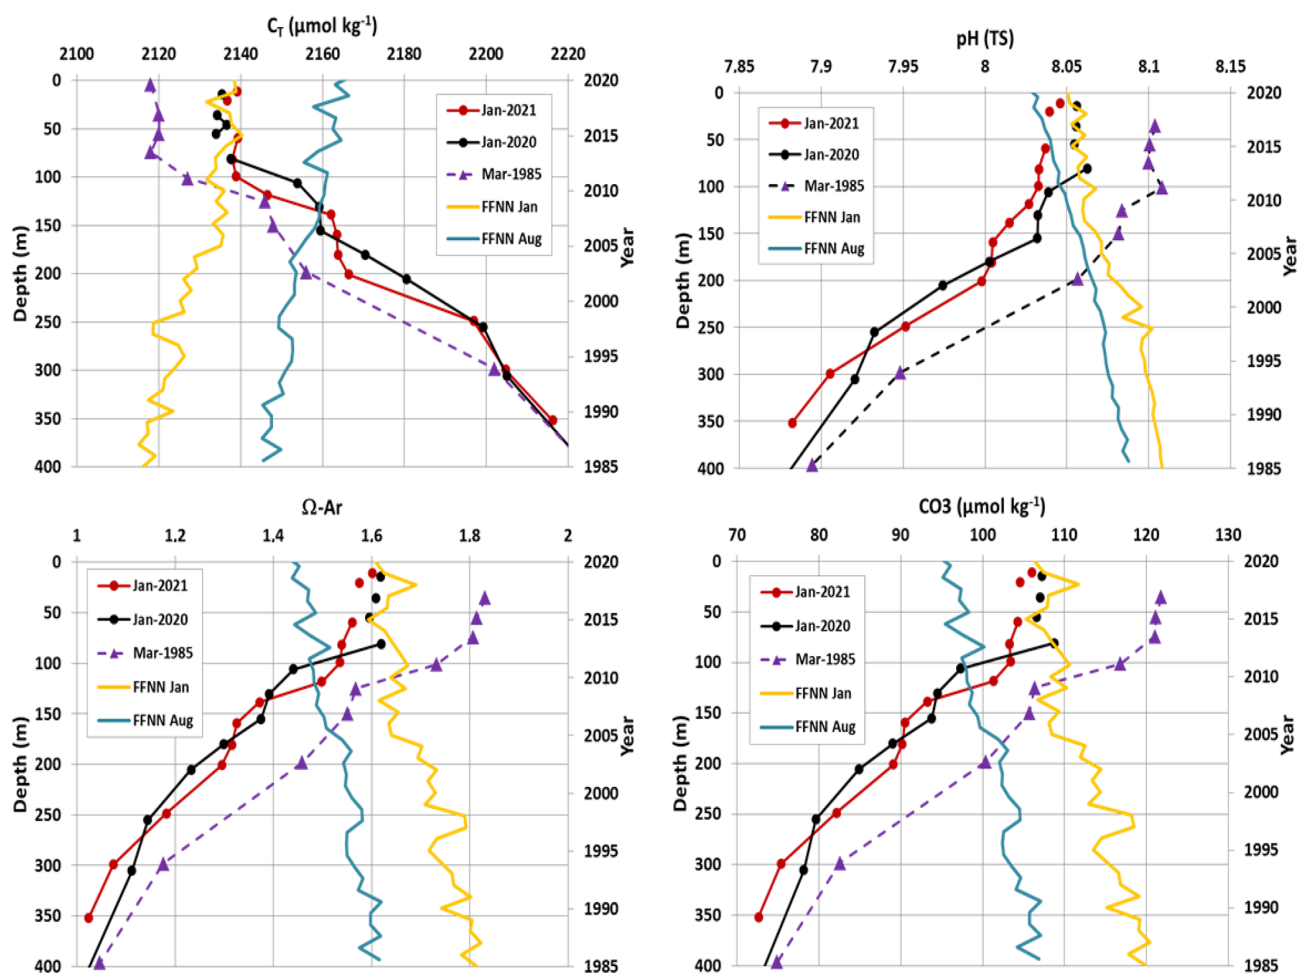 C_T (µmol kg⁻¹)
2100 2120 2140 2160 2180 2200 2220
0 50 100 150 200 250 300 350 400
Depth (m)
2020 2015 2010 2005 2000 1995 1990 1985
Year
Jan-2021
Jan-2020
Mar-1985
FFNN Jan
FFNN Aug
pH (TS)
7.85 7.9 7.95 8 8.05 8.1 8.15
0 50 100 150 200 250 300 350 400
Depth (m)
2020 2015 2010 2005 2000 1995 1990 1985
Year
Jan-2021
Jan-2020
Mar-1985
FFNN Jan
FFNN Aug
Ω-Ar
1 1,2 1,4 1,6 1,8 2
0 50 100 150 200 250 300 350 400
Depth (m)
2020 2015 2010 2005 2000 1995 1990 1985
Year
Jan-2021
Jan-2020
Mar-1985
FFNN Jan
FFNN Aug
CO3 (µmol kg⁻¹)
70 80 90 100 110 120 130
0 50 100 150 200 250 300 350 400
Depth (m)
2020 2015 2010 2005 2000 1995 1990 1985
Year
Jan-2021
Jan-2020
Mar-1985
FFNN Jan
FFNN Aug